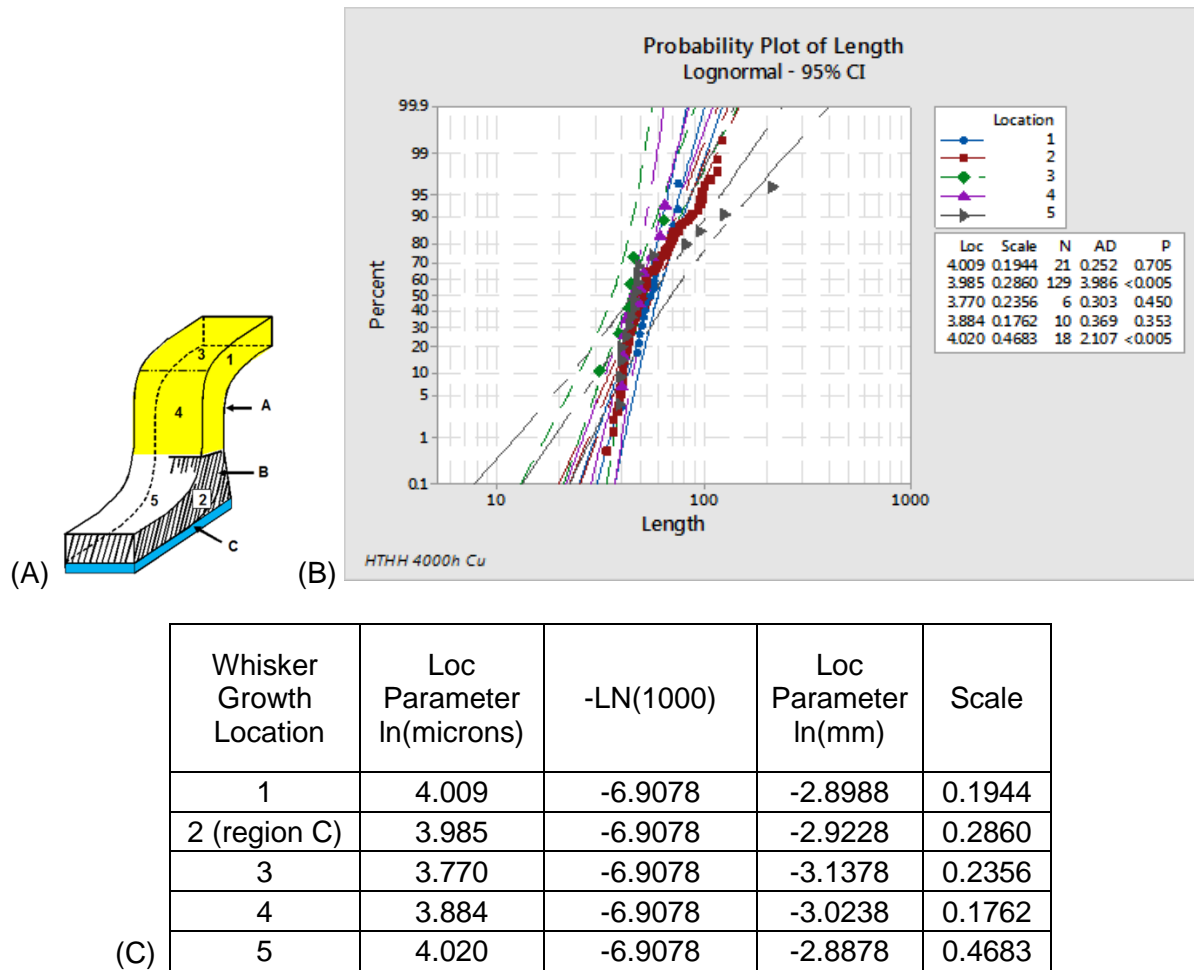 3
1
4
A
B
5
2
C
(A)
Probability Plot of Length
Lognormal - 95% CI
99.9
99
95
90
80
70
60
50
40
30
20
10
5
1
0.1
Percent
10 100 1000
Length
HTHH 4000h Cu
Location
1
2
3
4
5
Loc Scale N AD P
4.009 0.1944 21 0.252 0.705
3.985 0.2860 129 3.986 <0.005
3.770 0.2356 6 0.303 0.450
3.884 0.1762 10 0.369 0.353
4.020 0.4683 18 2.107 <0.005
(B)
Whisker
Growth
Location
Loc
Parameter
ln(microns)
-LN(1000)
Loc
Parameter
ln(mm)
Scale
1 4.009 -6.9078 -2.8988 0.1944
2 (region C) 3.985 -6.9078 -2.9228 0.2860
3 3.770 -6.9078 -3.1378 0.2356
4 3.884 -6.9078 -3.0238 0.1762
5 4.020 -6.9078 -2.8878 0.4683
(C)